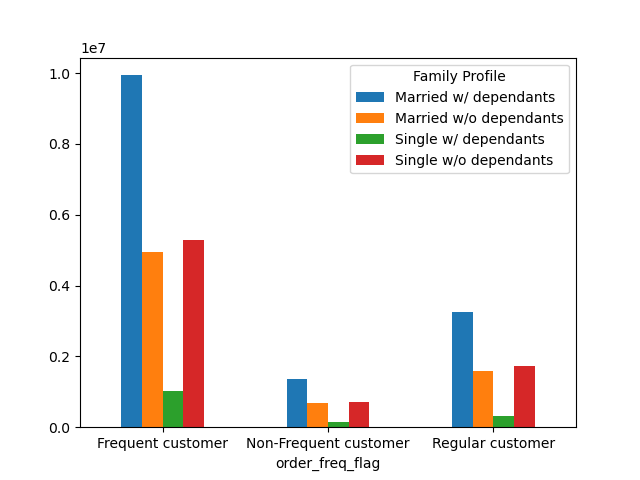 1e7
1.0
0.8
0.6
0.4
0.2
0.0
Family Profile
Married w/ dependants
Married w/o dependants
Single w/ dependants
Single w/o dependants
Frequent customer
Non-Frequent customer
Regular customer
order_freq_flag